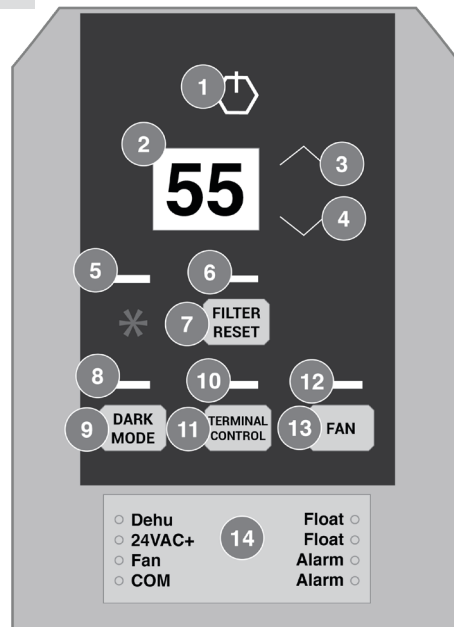 1
2
55
3
4
5
6
*
7
FILTER
RESET
8
10
12
9
DARK
MODE
11
TERMINAL
CONTROL
13
FAN
Dehu
24VAC+
Fan
COM
14
Float
Float
Alarm
Alarm